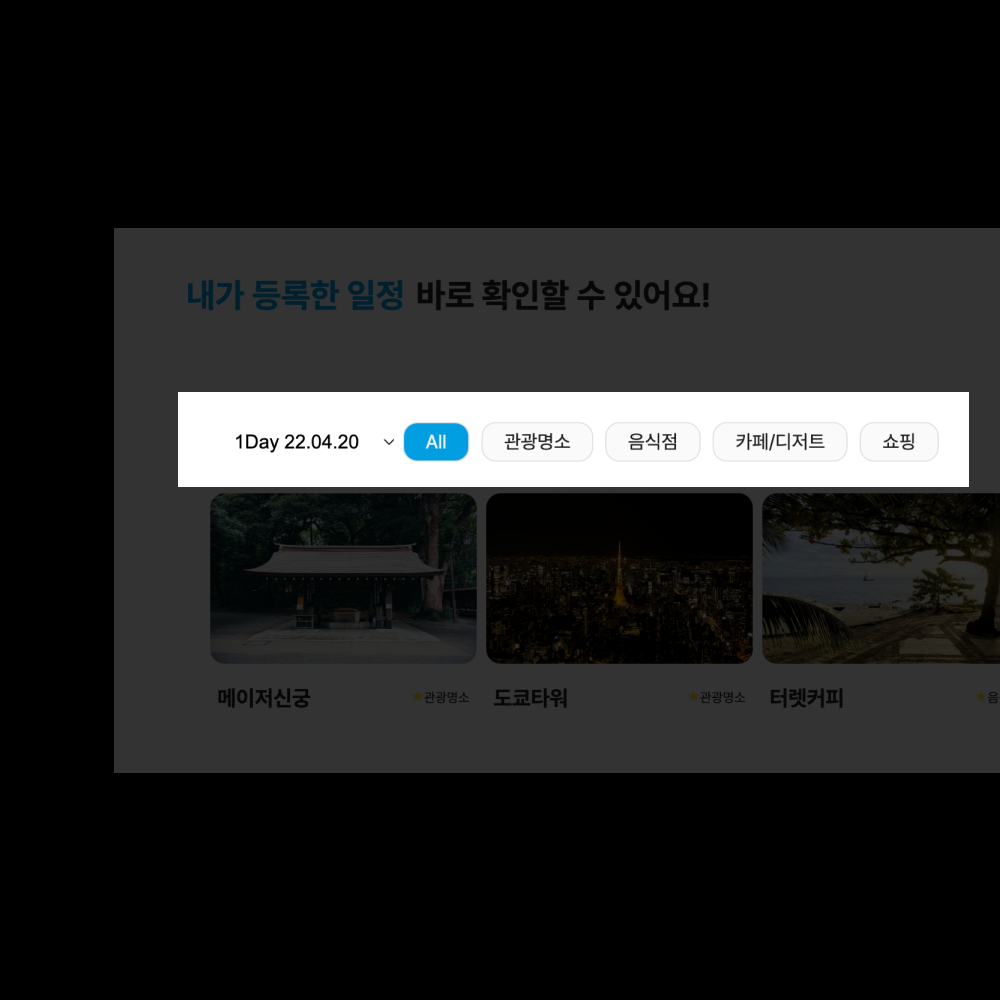 내가 등록한 일정 바로 확인할 수 있어요!
1Day 22.04.20 All 관광명소 음식점 카페/디저트 쇼핑
메이저신궁 관광명소 도쿄타워 관광명소 터렛커피 음